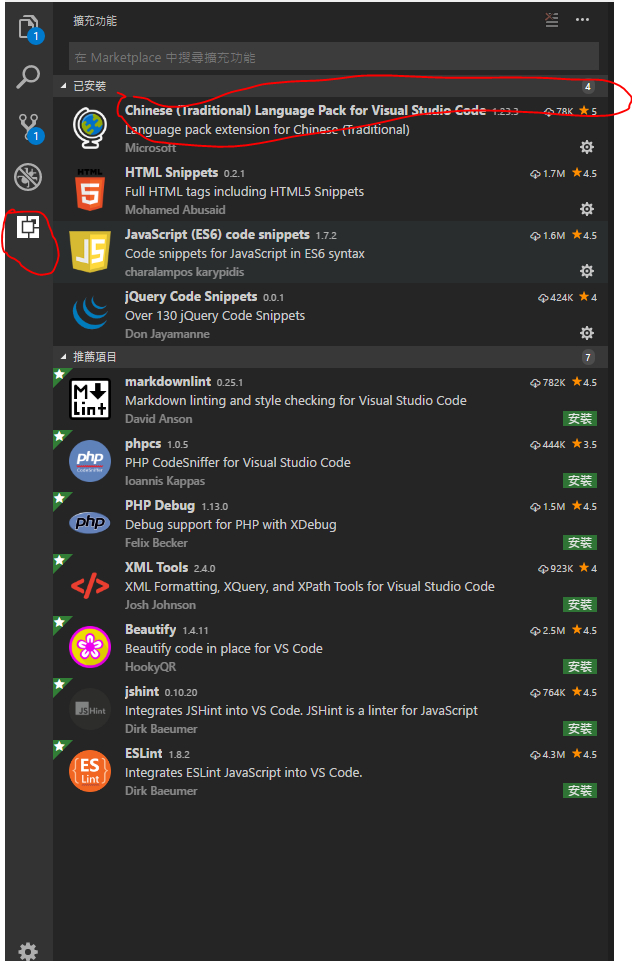 擴充功能
1
在 Marketplace 中搜尋擴充功能
已安裝 4
Chinese (Traditional) Language Pack for Visual Studio Code 1.23.3 78K 5
Language pack extension for Chinese (Traditional)
Microsoft
1
HTML Snippets 0.2.1 1.7M 4.5
HTML
5
Full HTML tags including HTML5 Snippets
Mohamed Abusaid
JavaScript (ES6) code snippets 1.7.2 1.6M 4.5
JS
Code snippets for JavaScript in ES6 syntax
charalampos karypidis
jQuery Code Snippets 0.0.1 424K 4
Over 130 jQuery Code Snippets
Don Jayamanne
推薦項目 7
markdownlint 0.25.1 782K 4.5
M
Lint
Markdown linting and style checking for Visual Studio Code
David Anson 安裝
phpcs 1.0.5 444K 3.5
php
CodeSniffer
PHP CodeSniffer for Visual Studio Code
Ioannis Kappas 安裝
PHP Debug 1.13.0 1.5M 4.5
php
Debug support for PHP with XDebug
Felix Becker 安裝
XML Tools 2.4.0 923K 4
</>
XML Formatting, XQuery, and XPath Tools for Visual Studio Code
Josh Johnson 安裝
Beautify 1.4.11 2.5M 4.5
Beautify code in place for VS Code
HookyQR 安裝
jshint 0.10.20 764K 4.5
JSHint
Integrates JSHint into VS Code. JSHint is a linter for JavaScript
Dirk Baeumer 安裝
ESLint 1.8.2 4.3M 4.5
{ES
Lint}
Integrates ESLint JavaScript into VS Code.
Dirk Baeumer 安裝